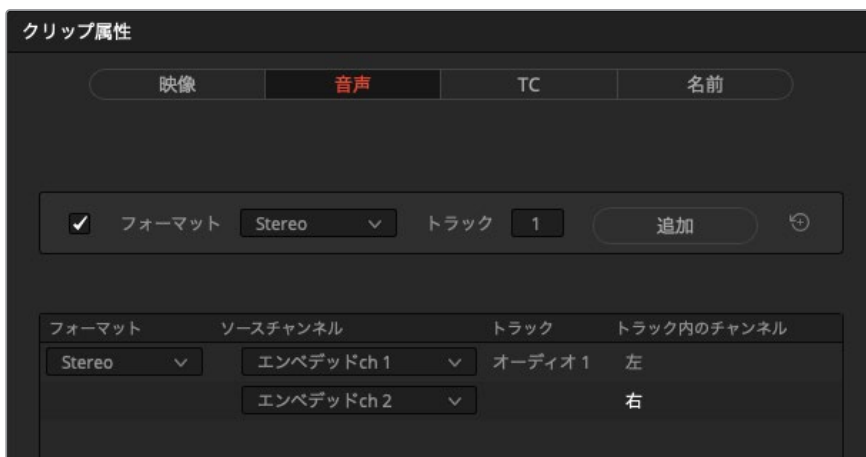 クリップ属性
映像 音声 TC 名前
フォーマット Stereo トラック 1 追加
フォーマット ソースチャンネル トラック トラック内のチャンネル
Stereo エンベデッドch 1 オーディオ 1 左
エンベデッドch 2 右